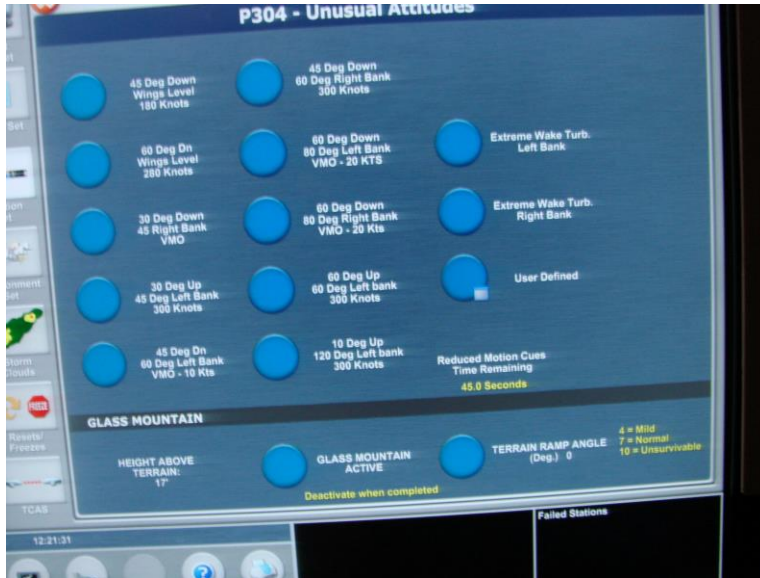 P304 - Unusual Attitudes
45 Deg Down
Wings Level
180 Knots
45 Deg Down
60 Deg Right Bank
300 Knots
60 Deg Dn
Wings Level
280 Knots
60 Deg Down
80 Deg Left Bank
VMO - 20 KTS
Extreme Wake Turb.
Left Bank
30 Deg Down
45 Right Bank
VMO
60 Deg Down
80 Deg Right Bank
VMO - 20 Kts
Extreme Wake Turb.
Right Bank
30 Deg Up
45 Deg Left Bank
300 Knots
60 Deg Up
60 Deg Left bank
300 Knots
User Defined
45 Deg Dn
60 Deg Left Bank
VMO - 10 Kts
10 Deg Up
120 Deg Left bank
300 Knots
Reduced Motion Cues
Time Remaining
45.0 Seconds
GLASS MOUNTAIN
HEIGHT ABOVE
TERRAIN:
17'
GLASS MOUNTAIN
ACTIVE
Deactivate when completed
TERRAIN RAMP ANGLE
(Deg.) 0
4 = Mild
7 = Normal
10 = Unsurvivable
Set
Set
Storm
Clouds
FREEZE
Resets/
Freezes
TCAS
12:21:31
Failed Stations